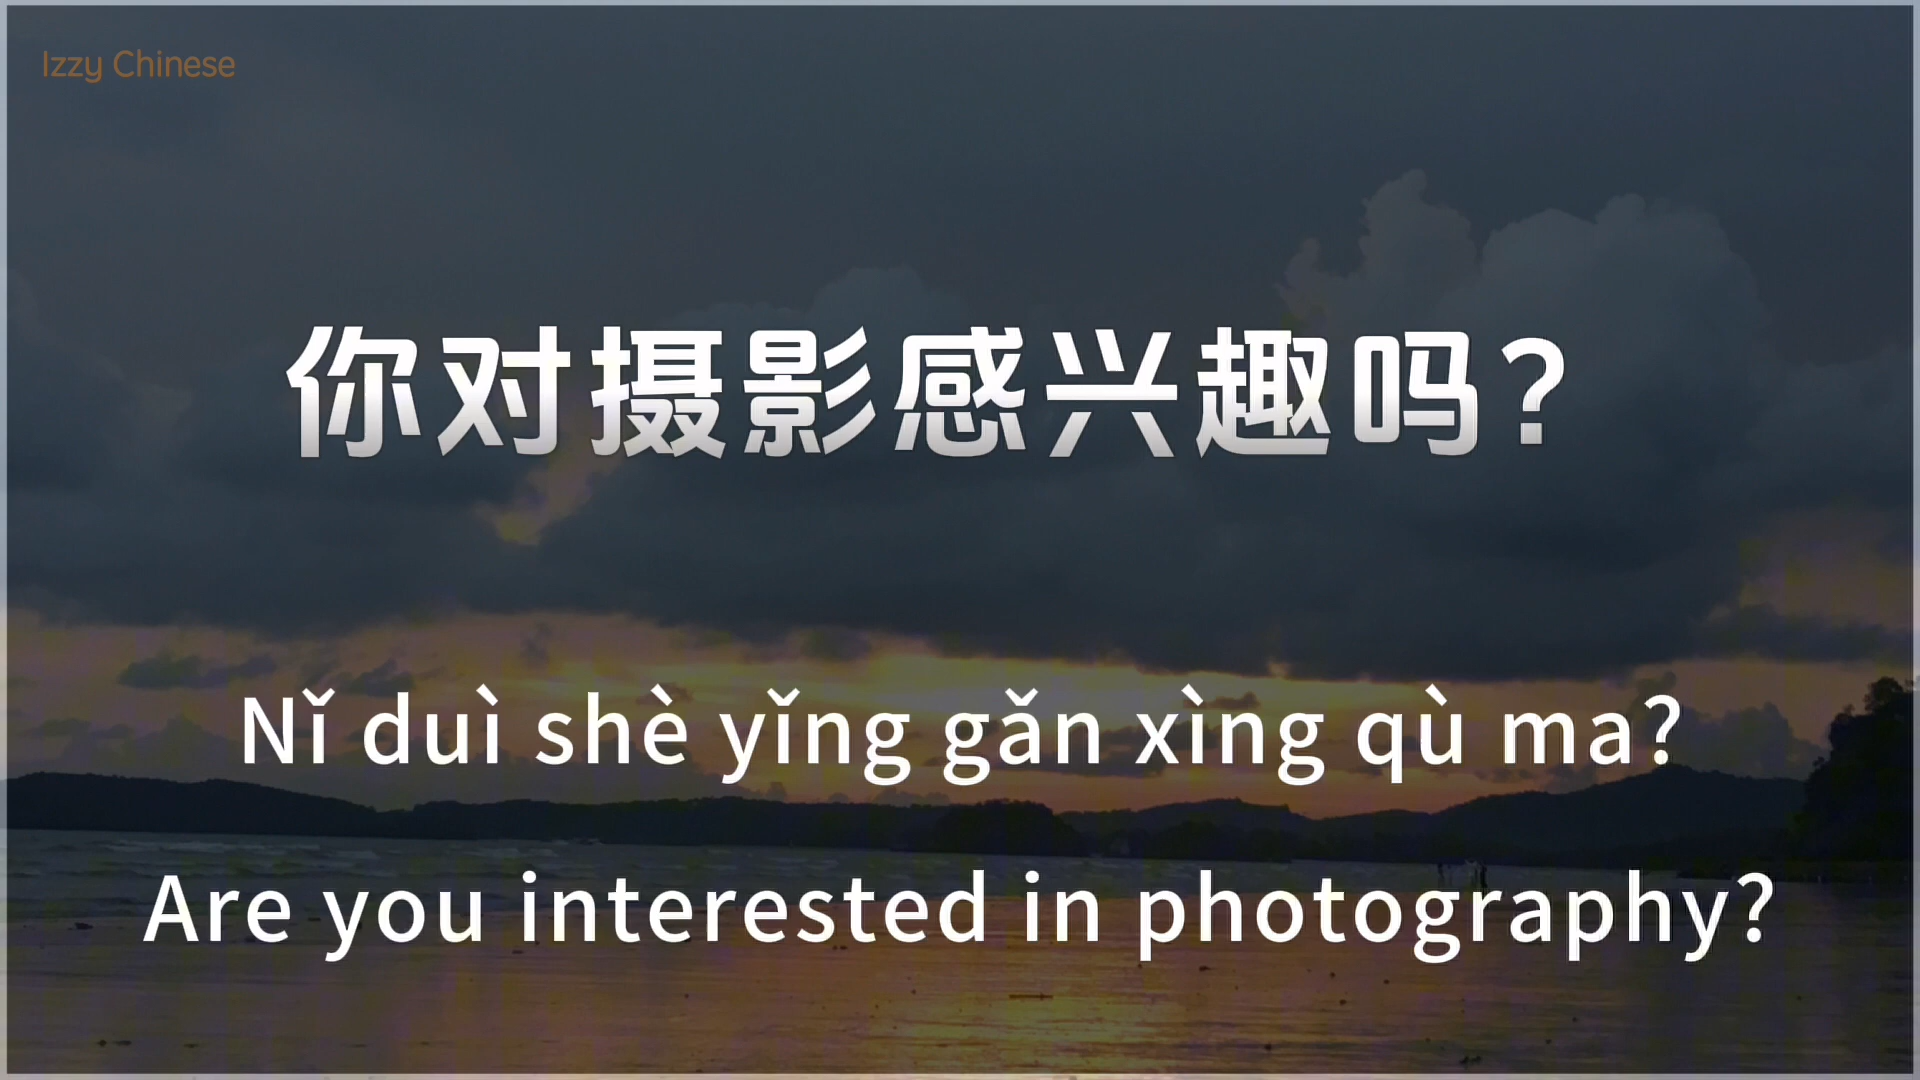 Izzy Chinese
你对摄影感兴趣吗？
Nǐ duì shè yǐng gǎn xìng qù ma?
Are you interested in photography?